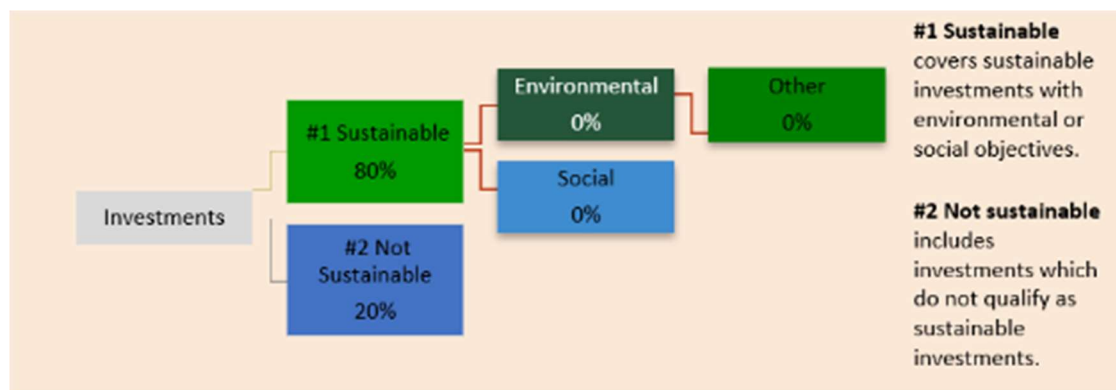 Investments
#1 Sustainable
80%
#2 Not
Sustainable
20%
Environmental
0%
Social
0%
Other
0%
#1 Sustainable
covers sustainable
investments with
environmental or
social objectives.
#2 Not sustainable
includes
investments which
do not qualify as
sustainable
investments.